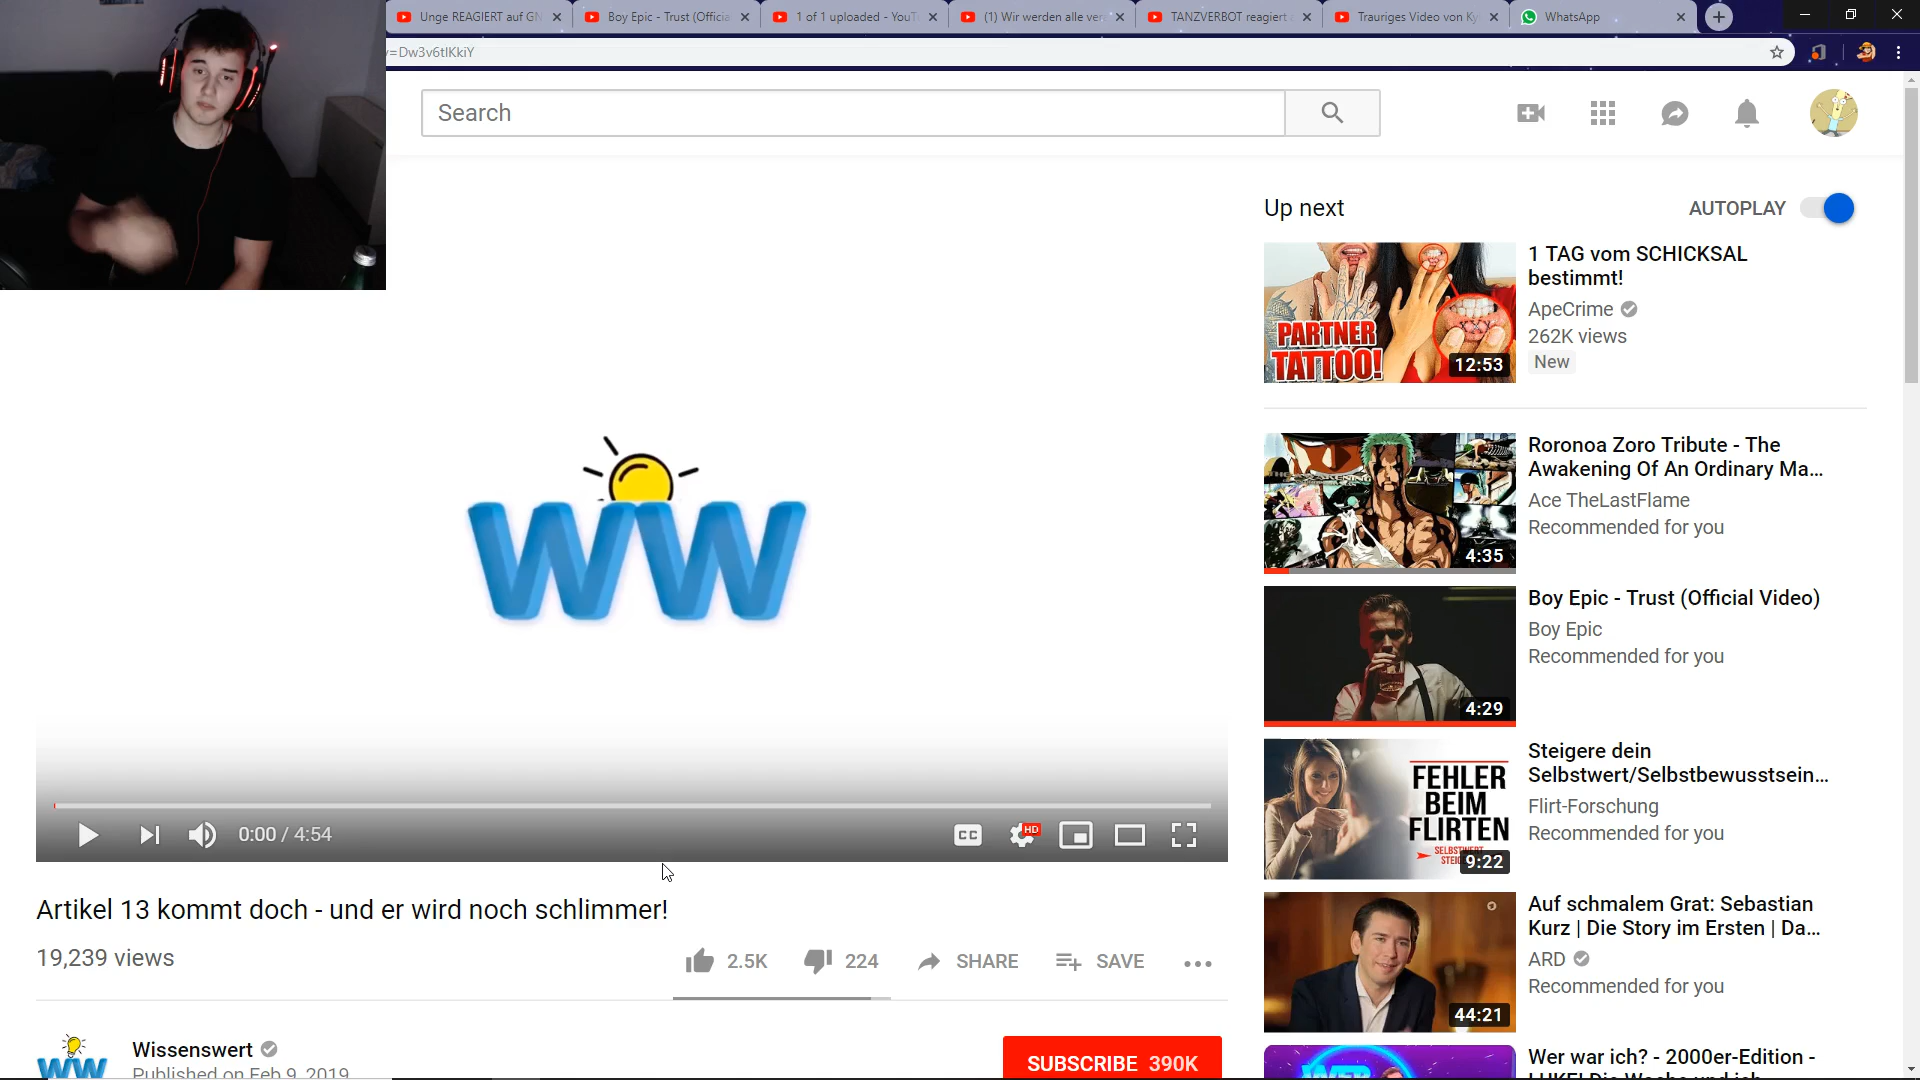 Unge REAGIERT auf GN
Boy Epic - Trust (Officia
1 of 1 uploaded - YouT
(1) Wir werden alle ver
TANZVERBOT reagiert
Trauriges Video von Ky
WhatsApp
=Dw3v6tlKkiY
Search
Up next
AUTOPLAY
1 TAG vom SCHICKSAL
bestimmt!
ApeCrime
262K views
New
PARTNER
TATTOO!
12:53
Roronoa Zoro Tribute - The
Awakening Of An Ordinary Ma...
Ace TheLastFlame
Recommended for you
4:35
Boy Epic - Trust (Official Video)
Boy Epic
Recommended for you
4:29
Steigere dein
Selbstwert/Selbstbewusstsein...
Flirt-Forschung
Recommended for you
FEHLER
BEIM
FLIRTEN
9:22
Auf schmalem Grat: Sebastian
Kurz | Die Story im Ersten | Da...
ARD
Recommended for you
44:21
Wer war ich? - 2000er-Edition -
WW
0:00 / 4:54
CC
HD
Artikel 13 kommt doch - und er wird noch schlimmer!
19,239 views
2.5K
224
SHARE
SAVE
WW
Wissenswert
Published on Feb 9, 2019
SUBSCRIBE 390K